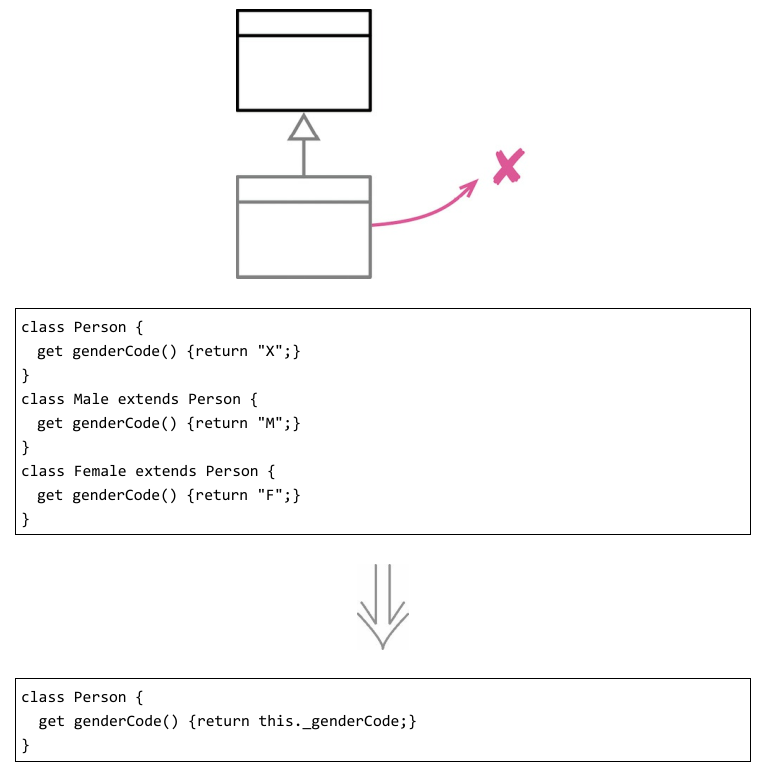 class Person {
  get genderCode() {return "X";}
}
class Male extends Person {
  get genderCode() {return "M";}
}
class Female extends Person {
  get genderCode() {return "F";}
}
class Person {
  get genderCode() {return this._genderCode;}
}